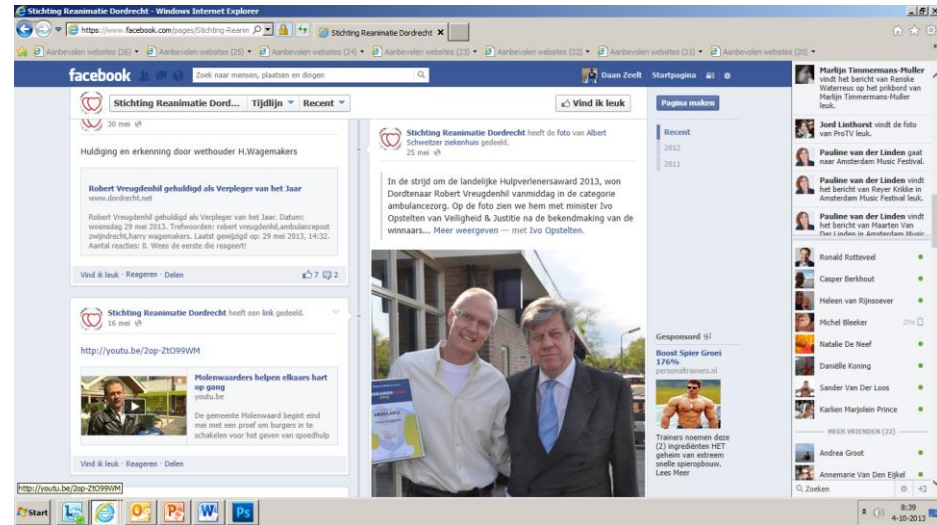 Stichting Reanimatie Dordrecht - Windows Internet Explorer
https://www.facebook.com/pages/Stichting-Reanim
Stichting Reanimatie Dordrecht
Aanbevolen websites (26)
Aanbevolen websites (25)
Aanbevolen websites (24)
Aanbevolen websites (23)
Aanbevolen websites (22)
Aanbevolen websites (21)
Aanbevolen websites (20)
facebook
Zoek naar mensen, plaatsen en dingen
Daan Zeelt
Startpagina
Stichting Reanimatie Dord...
Tijdlijn
Recent
Vind ik leuk
Pagina maken
30 mei
Huldiging en erkenning door wethouder H.Wagemakers
Robert Vreugdenhil gehuldigd als Verpleger van het Jaar
www.dordrecht.net
Robert Vreugdenhil gehuldigd als Verpleger van het Jaar. Datum:
woensdag 29 mei 2013. Trefwoorden: robert vreugdenhil,ambulancepost
zwijndrecht,harry wagemakers. Laatst gewijzigd op: 29 mei 2013, 14:32.
Aantal reacties: 0. Wees de eerste die reageert!
Vind ik leuk · Reageren · Delen
7
2
Stichting Reanimatie Dordrecht heeft een link gedeeld.
16 mei
http://youtu.be/2op-ZtO99WM
Molenwaarders helpen elkaars hart
op gang
youtu.be
De gemeente Molenwaard begint eind
mei met een proef om burgers in te
schakelen voor het geven van spoedhulp
Vind ik leuk · Reageren · Delen
Stichting Reanimatie Dordrecht heeft de foto van Albert
Schweitzer ziekenhuis gedeeld.
25 mei
In de strijd om de landelijke Hulpverlenersaward 2013, won
Dordtenaar Robert Vreugdenhil vanmiddag in de categorie
ambulancezorg. Op de foto zien we hem met minister Ivo
Opstelten van Veiligheid & Justitie na de bekendmaking van de
winnaars... Meer weergeven — met Ivo Opstelten.
AMBULANCE
Recent
2012
2011
Gesponsord
Boost Spier Groei
176%
personaltrainers.nl
Trainers noemen deze
(2) ingrediënten HET
geheim van extreem
snelle spieropbouw.
Lees Meer
Marlijn Timmermans-Muller
vindt het bericht van Renske
Waterreus op het prikbord van
Marlijn Timmermans-Muller
leuk.
Jord Linthorst vindt de foto
van ProTV leuk.
Pauline van der Linden gaat
naar Amsterdam Music Festival.
Pauline van der Linden vindt
het bericht van Reyer Krikke in
Amsterdam Music Festival leuk.
Pauline van der Linden vindt
het bericht van Maarten Van
Der Linden in Amsterdam Music
Ronald Rotteveel
Casper Berkhout
Heleen van Rijnsoever
Michel Bleeker
27m
Natalie De Neef
Daniëlle Koning
Sander Van Der Loos
Karlien Marjolein Prince
MEER VRIENDEN (22)
Andrea Groot
Annemarie Van Den Eijkel
Zoeken
http://youtu.be/2op-ZtO99WM
Start
8:39
4-10-2013